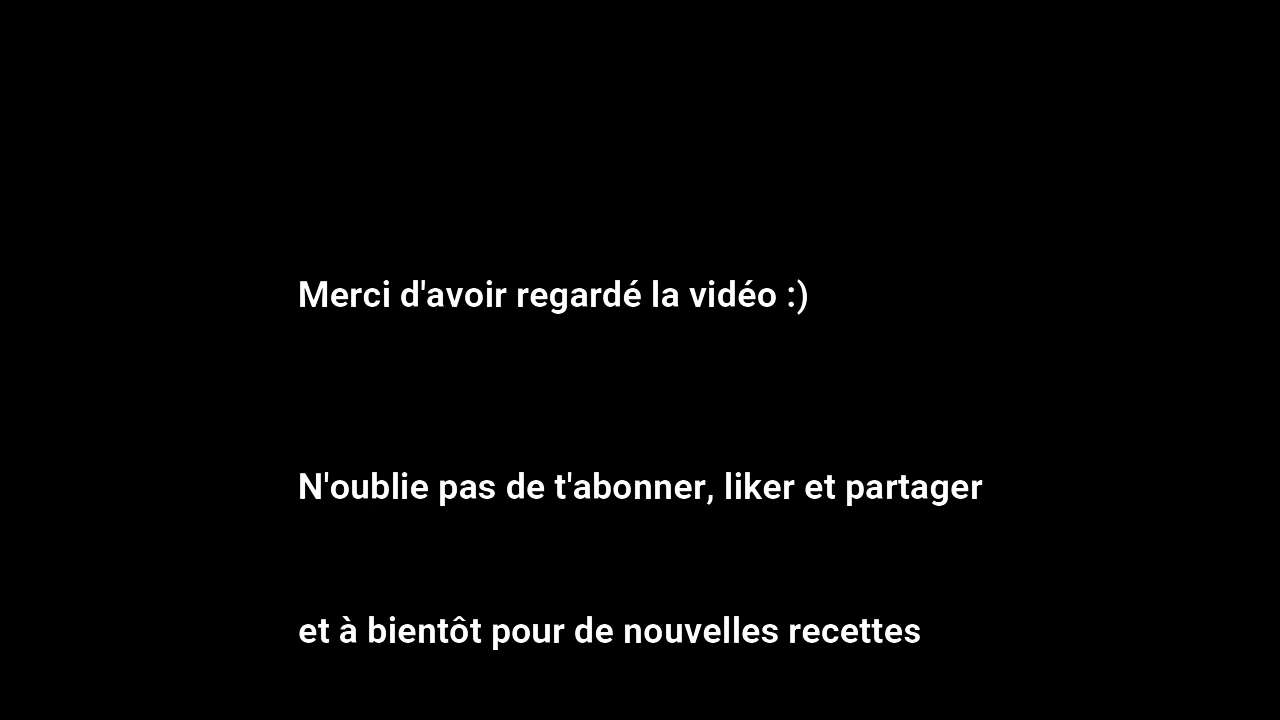 Merci d'avoir regardé la vidéo :)
N'oublie pas de t'abonner, liker et partager
et à bientôt pour de nouvelles recettes